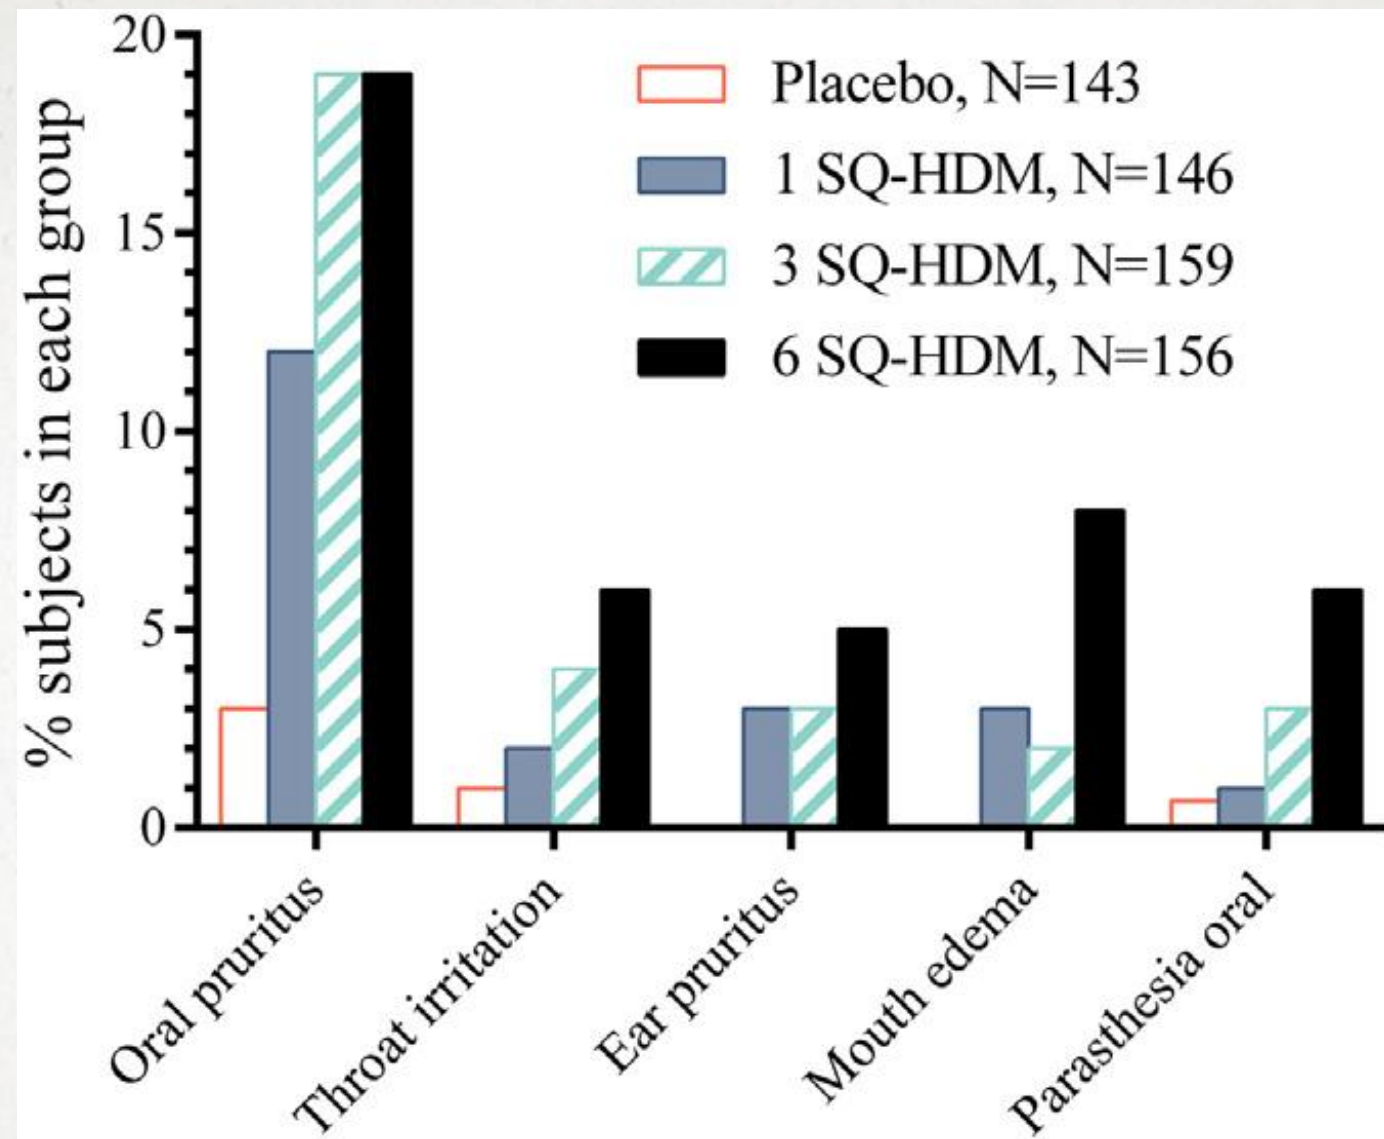 % subjects in each group
20
15
10
5
0
Placebo, N=143
1 SQ-HDM, N=146
3 SQ-HDM, N=159
6 SQ-HDM, N=156
Oral pruritus
Throat irritation
Ear pruritus
Mouth edema
Parasthesia oral